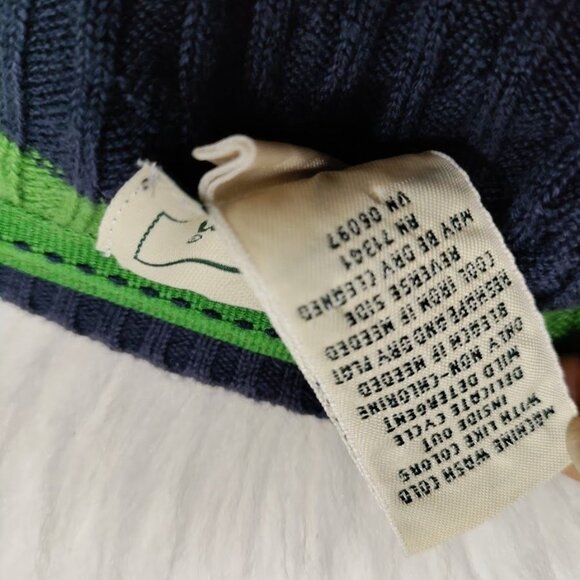 MACHINE WASH COLD
WITH LIKE COLORS
INSIDE OUT
DELICATE CYCLE
MILD DETERGENT
ONLY NON-CHLORINE
BLEACH IF NEEDED
RESHAPE AND DRY FLAT
COOL IRON IF NEEDED
REVERSE SIDE
MAY BE DRY CLEANED
RN 71341
VN 06097